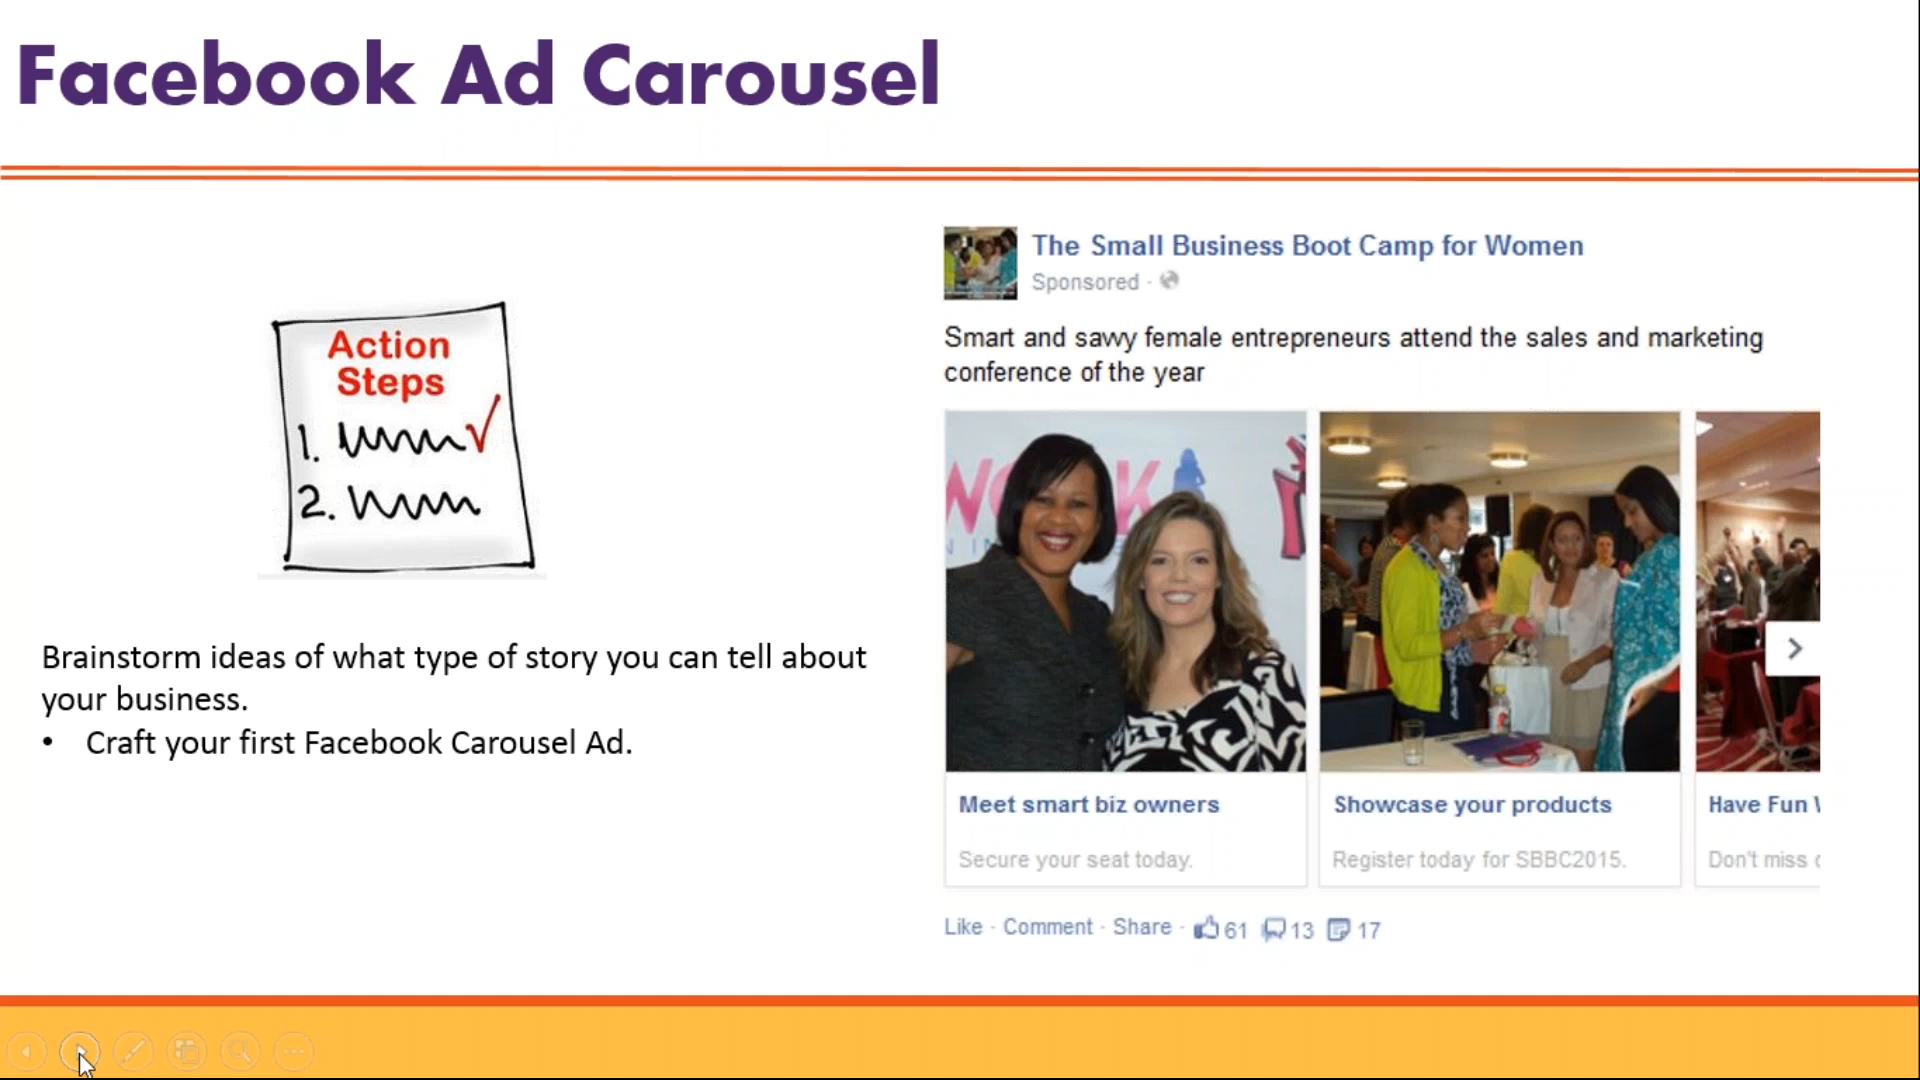 Facebook Ad Carousel
Action
Steps
1.
2.
Brainstorm ideas of what type of story you can tell about
your business.
• Craft your first Facebook Carousel Ad.
The Small Business Boot Camp for Women
Sponsored ·
Smart and savvy female entrepreneurs attend the sales and marketing
conference of the year
Meet smart biz owners
Secure your seat today.
Showcase your products
Register today for SBBC2015.
Have Fun
Don't miss
Like · Comment · Share · 61 13 17